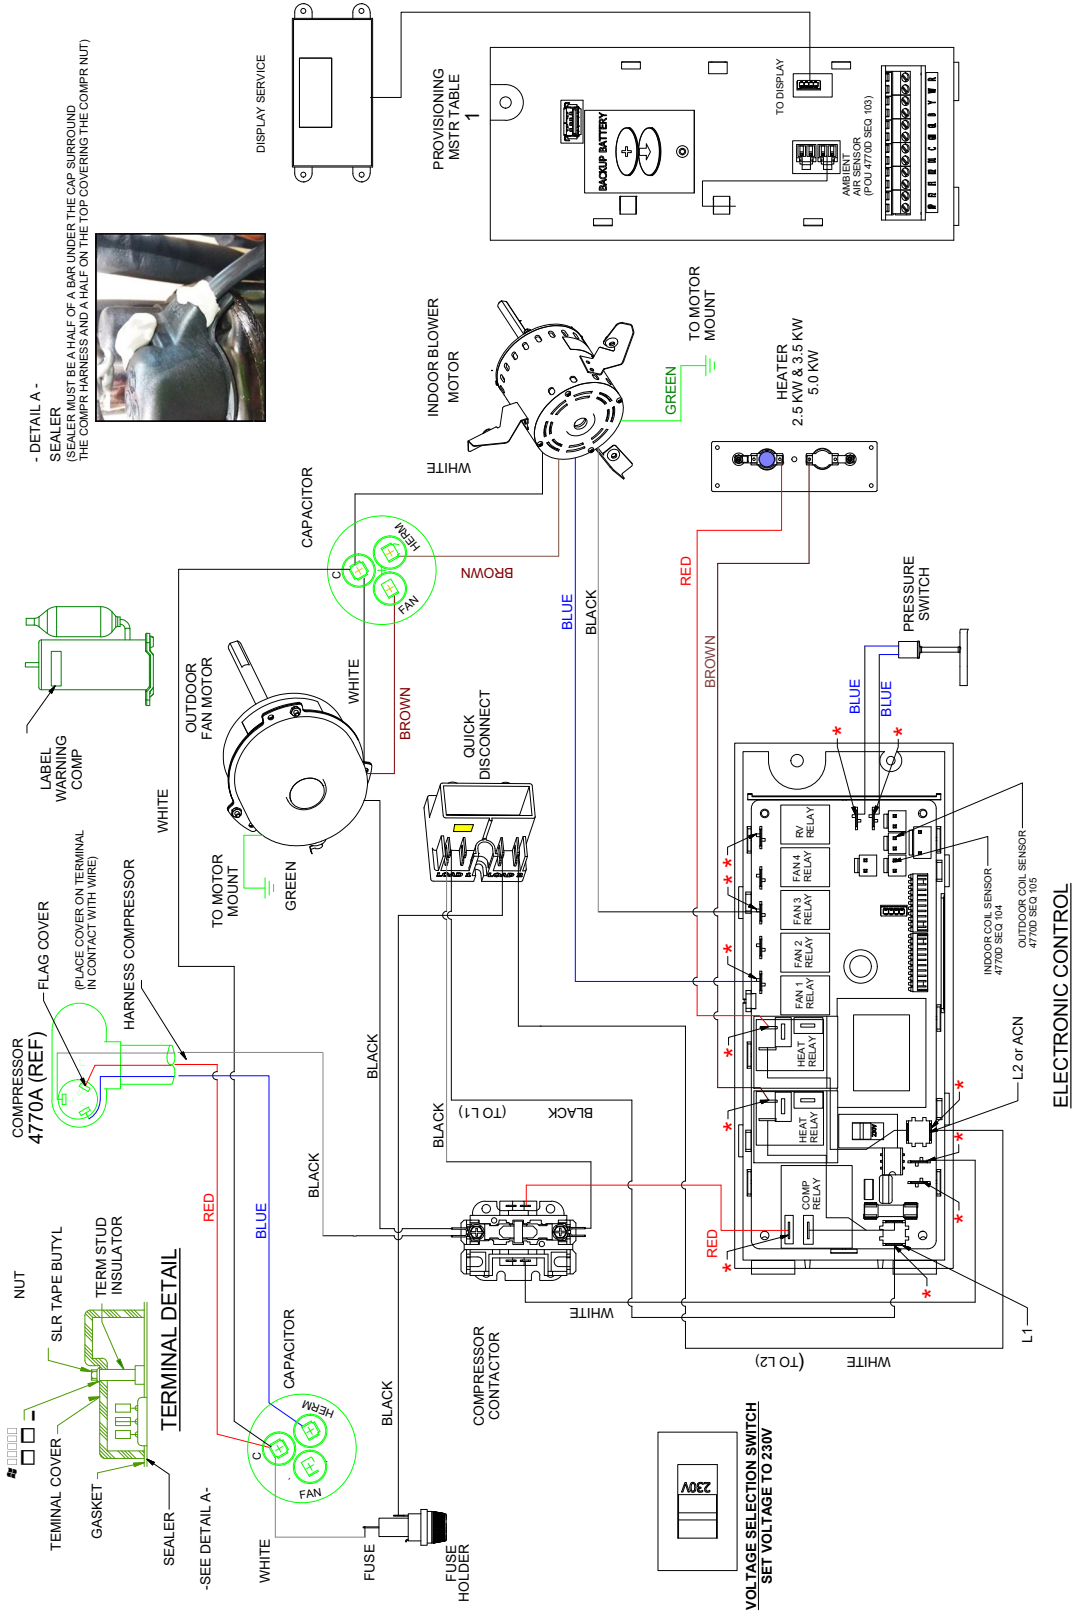 NUT
SLR TAPE BUTYL
TERM STUD
INSULATOR
TEMINAL COVER
GASKET
SEALER
-SEE DETAIL A-
TERMINAL DETAIL
COMPRESSOR
4770A (REF)
FLAG COVER
(PLACE COVER ON TERMINAL
IN CONTACT WITH WIRE)
HARNESS COMPRESSOR
LABEL
WARNING
COMP
- DETAIL A -
SEALER
(SEALER MUST BE A HALF OF A BAR UNDER THE CAP SURROUND
THE COMPR HARNESS AND A HALF ON THE TOP COVERING THE COMPR NUT)
WHITE
RED
BLUE
BLACK
CAPACITOR
C
HERM
FAN
WHITE
FUSE
FUSE
HOLDER
BLACK
BLACK
TO MOTOR
MOUNT
GREEN
OUTDOOR
FAN MOTOR
WHITE
BROWN
CAPACITOR
C
HERM
FAN
BROWN
WHITE
INDOOR BLOWER
MOTOR
GREEN
TO MOTOR
MOUNT
DISPLAY SERVICE
PROVISIONING
MSTR TABLE
1
BACKUP BATTERY
TO DISPLAY
AMBIENT
AIR SENSOR
(POU 4770D SEQ 103)
QUICK
DISCONNECT
LOAD 1
LOAD 2
BLACK
(TO L1)
BLACK
COMPRESSOR
CONTACTOR
WHITE
RED
BLUE
BLACK
RED
BROWN
HEATER
2.5 KW & 3.5 KW
5.0 KW
BLUE
BLUE
PRESSURE
SWITCH
(TO L2)
WHITE
VOLTAGE SELECTION SWITCH
SET VOLTAGE TO 230V
230V
COMP
RELAY
HEAT
RELAY
HEAT
RELAY
FAN 1
RELAY
FAN 2
RELAY
FAN 3
RELAY
FAN 4
RELAY
RV
RELAY
230V
L1
L2 or ACN
INDOOR COIL SENSOR
4770D SEQ 104
OUTDOOR COIL SENSOR
4770D SEQ 105
ELECTRONIC CONTROL